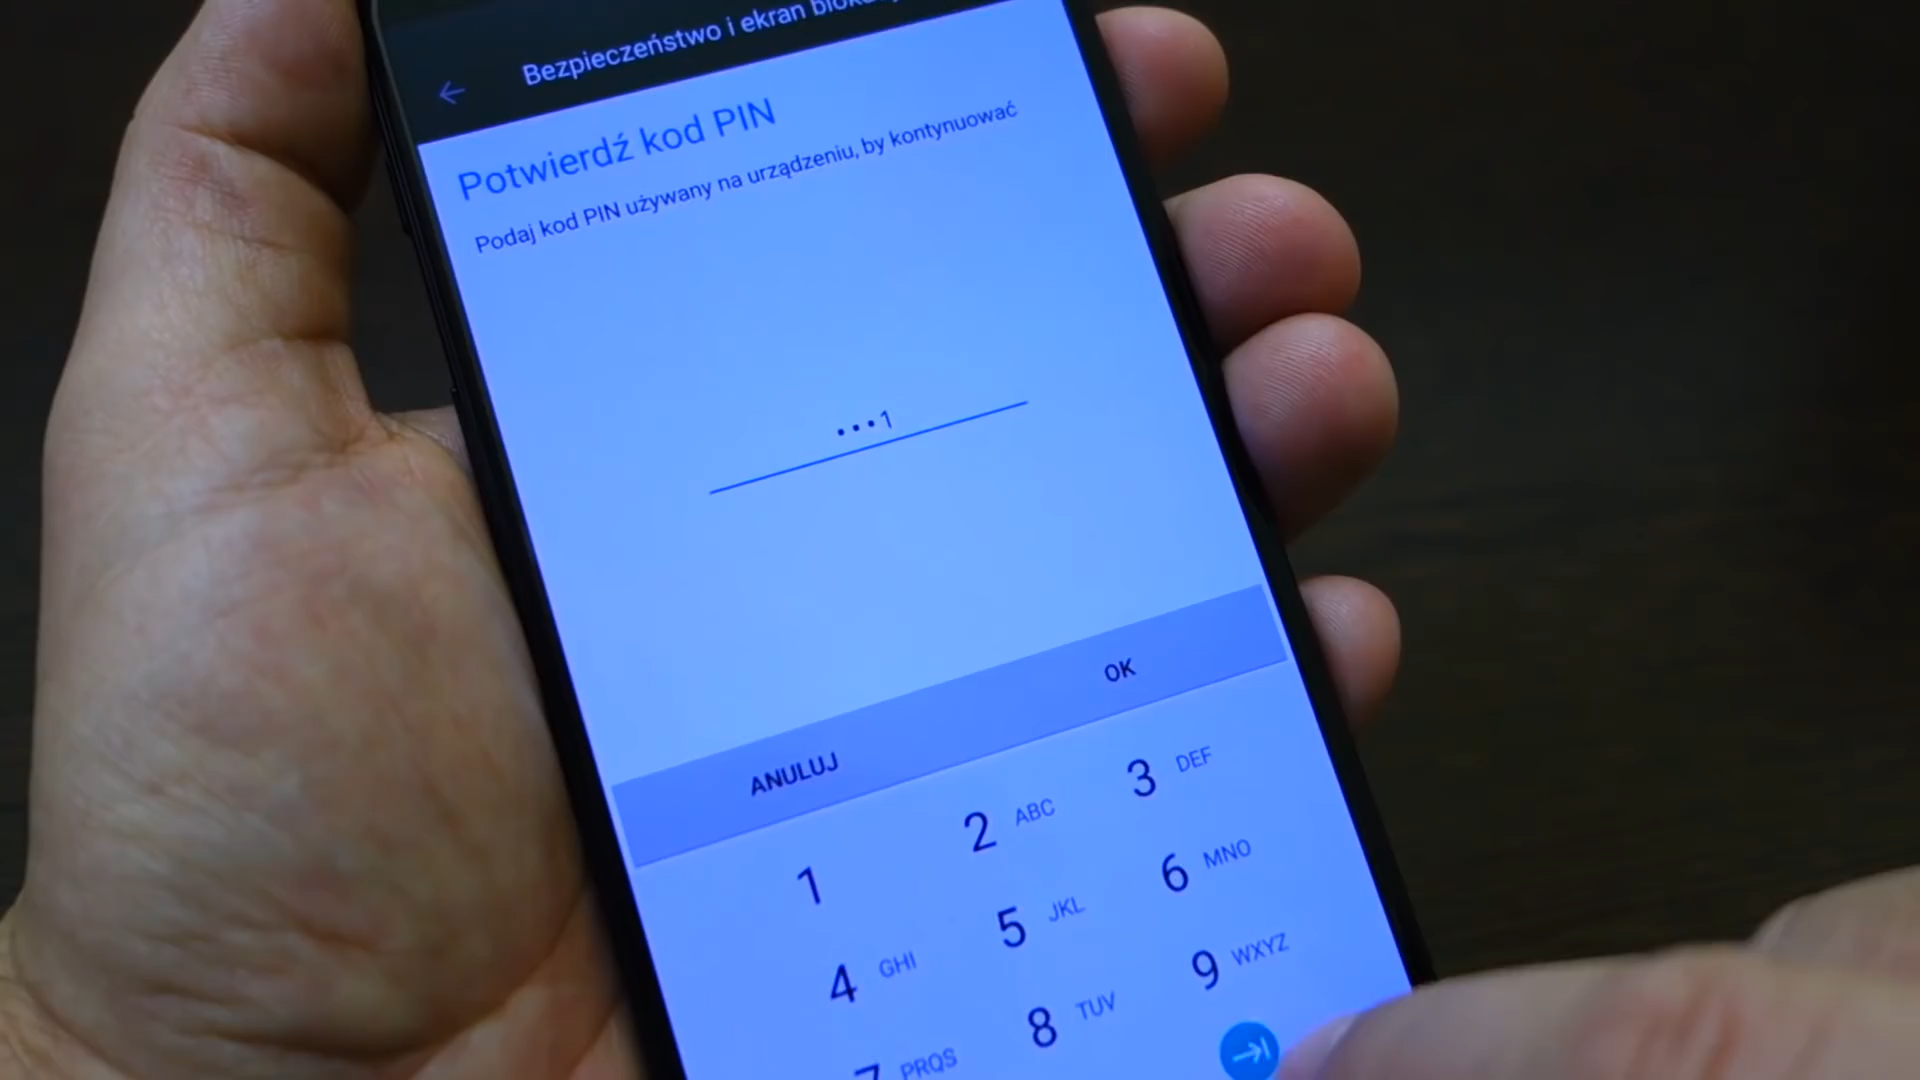 Bezpieczeństwo i ekran
Potwierdź kod PIN
Podaj kod PIN używany na urządzeniu, by kontynuować
•••1
ANULUJ OK
1 2 ABC 3 DEF
4 GHI 5 JKL 6 MNO
7 PRQS 8 TUV 9 WXYZ